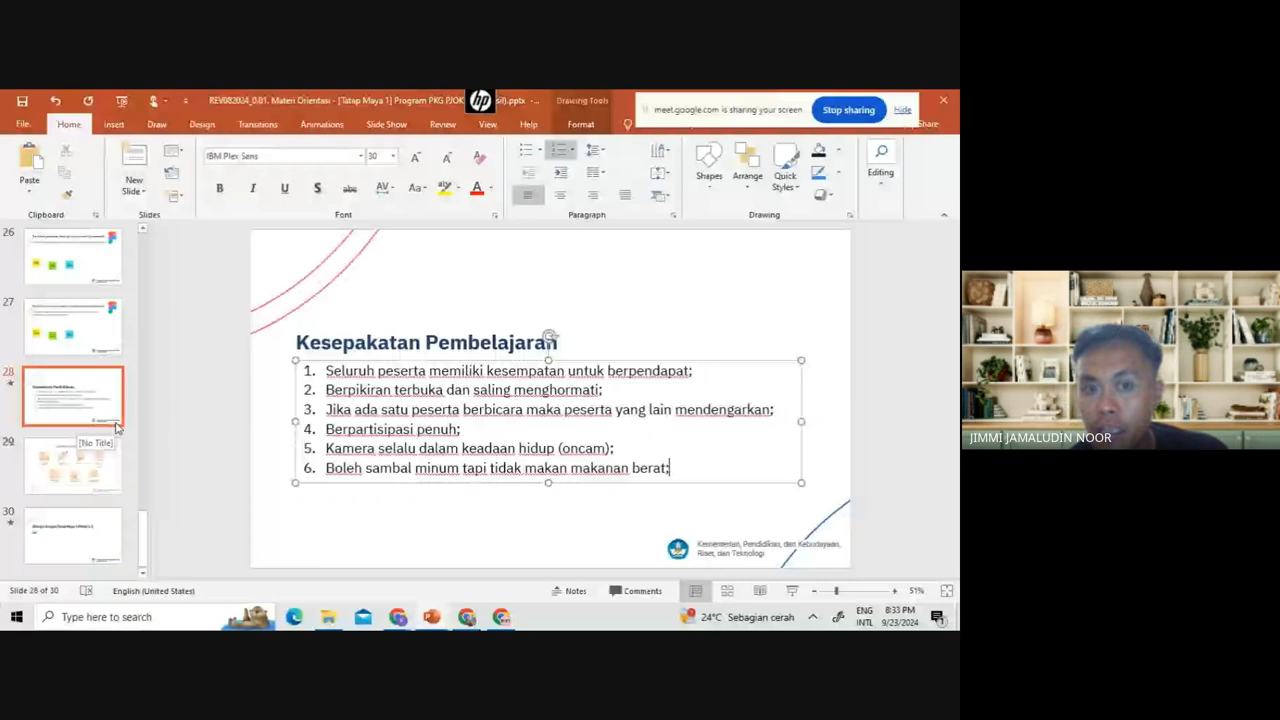 REV082024_0.01. Materi Orientasi - [Tatap Maya 1] Program PKG PJOK
sil).pptx - ...
Drawing Tools
meet.google.com is sharing your screen
Stop sharing
Hide
File
Home
Insert
Draw
Design
Transitions
Animations
Slide Show
Review
View
Help
Format
Share
Paste
New
Slide
IBM Plex Sans
30
Shapes
Arrange
Quick
Styles
Editing
Clipboard
Slides
Font
Paragraph
Drawing
26
27
28
[No Title]
29
30
Kesepakatan Pembelajaran
1. Seluruh peserta memiliki kesempatan untuk berpendapat;
2. Berpikiran terbuka dan saling menghormati;
3. Jika ada satu peserta berbicara maka peserta yang lain mendengarkan;
4. Berpartisipasi penuh;
5. Kamera selalu dalam keadaan hidup (oncam);
6. Boleh sambal minum tapi tidak makan makanan berat;
Kementerian, Pendidikan, dan Kebudayaan,
Riset, dan Teknologi
JIMMI JAMALUDIN NOOR
Slide 28 of 30
English (United States)
Notes
Comments
51%
Type here to search
24°C Sebagian cerah
ENG
INTL
8:33 PM
9/23/2024